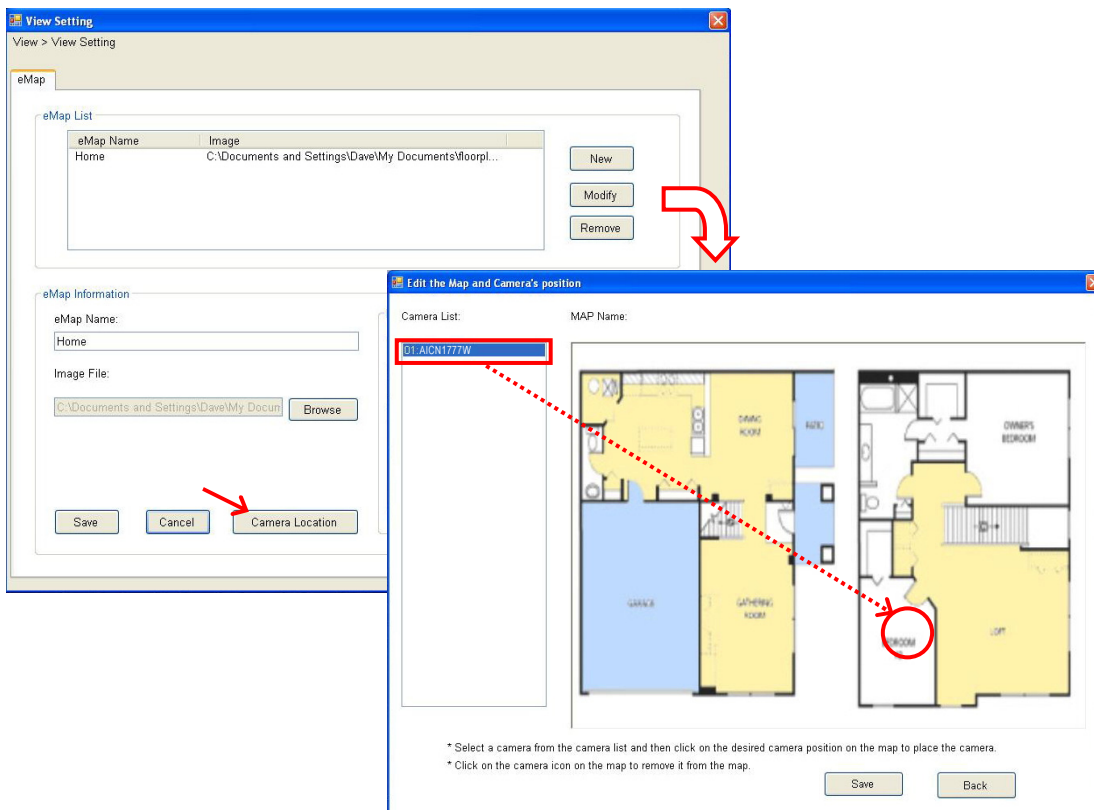 View Setting
View > View Setting
eMap
eMap List
eMap Name Image
Home C:\Documents and Settings\Dave\My Documents\floorpl...
New
Modify
Remove
eMap Information
eMap Name:
Home
Image File:
C:\Documents and Settings\Dave\My Docun
Browse
Save Cancel Camera Location
Edit the Map and Camera's position
Camera List: MAP Name:
01:AICN1777W
DINING
ROOM
PATIO
OWNER'S
BEDROOM
GARAGE
GATHERING
ROOM
BEDROOM
LOFT
* Select a camera from the camera list and then click on the desired camera position on the map to place the camera.
* Click on the camera icon on the map to remove it from the map.
Save Back